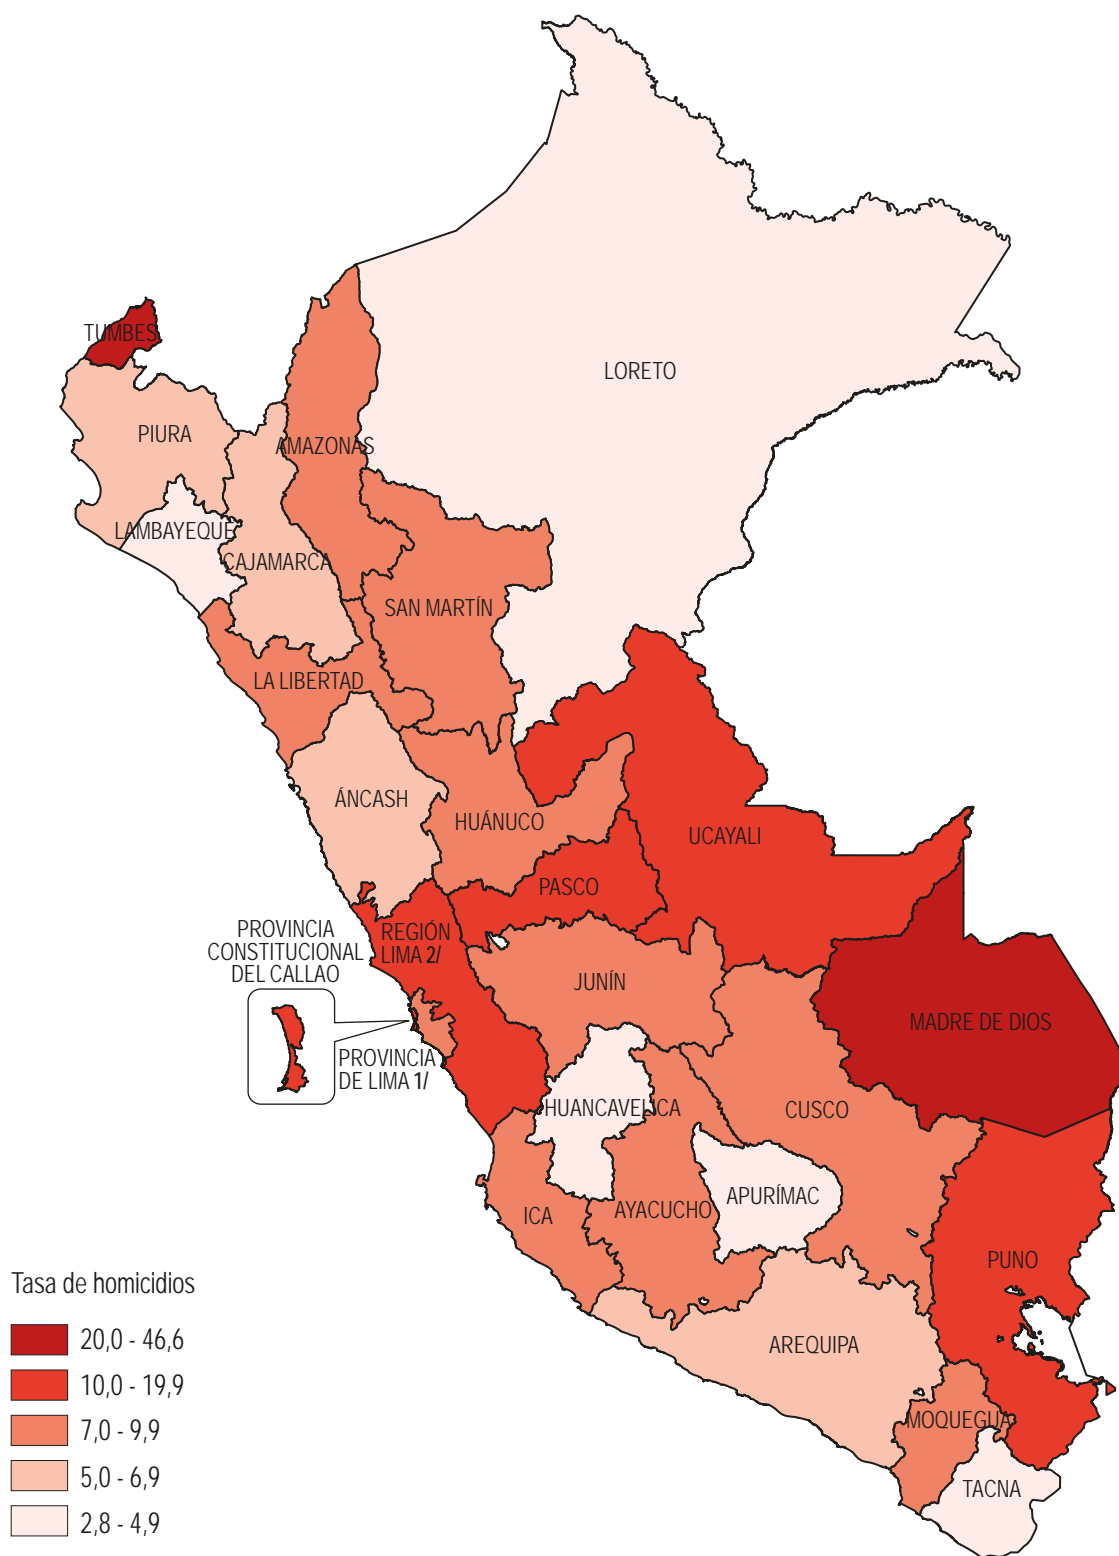 LORETO
TUMBES
PIURA
AMAZONAS
LAMBAYEQUE
CAJAMARCA
SAN MARTÍN
LA LIBERTAD
ÁNCASH
HUÁNUCO
UCAYALI
PASCO
PROVINCIA
CONSTITUCIONAL
DEL CALLAO
REGIÓN
LIMA 2/
JUNÍN
MADRE DE DIOS
PROVINCIA
DE LIMA 1/
HUANCAVELICA
CUSCO
APURÍMAC
AYACUCHO
ICA
PUNO
AREQUIPA
MOQUEGUA
TACNA
Tasa de homicidios
20,0 - 46,6
10,0 - 19,9
7,0 - 9,9
5,0 - 6,9
2,8 - 4,9